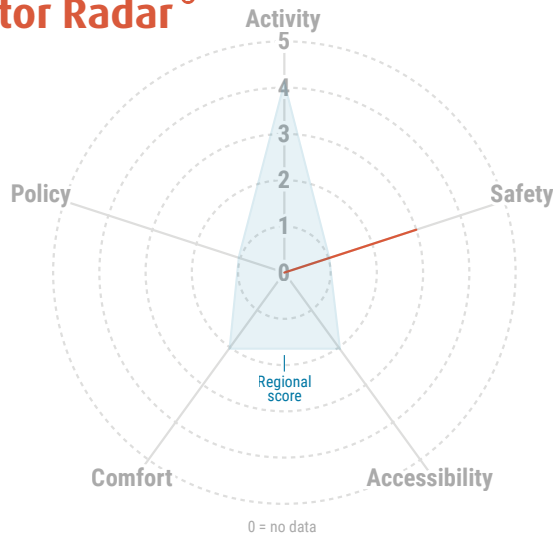 tor Radar
Activity
5
4
3
2
1
0
Policy
Safety
Regional
score
Comfort
Accessibility
0 = no data